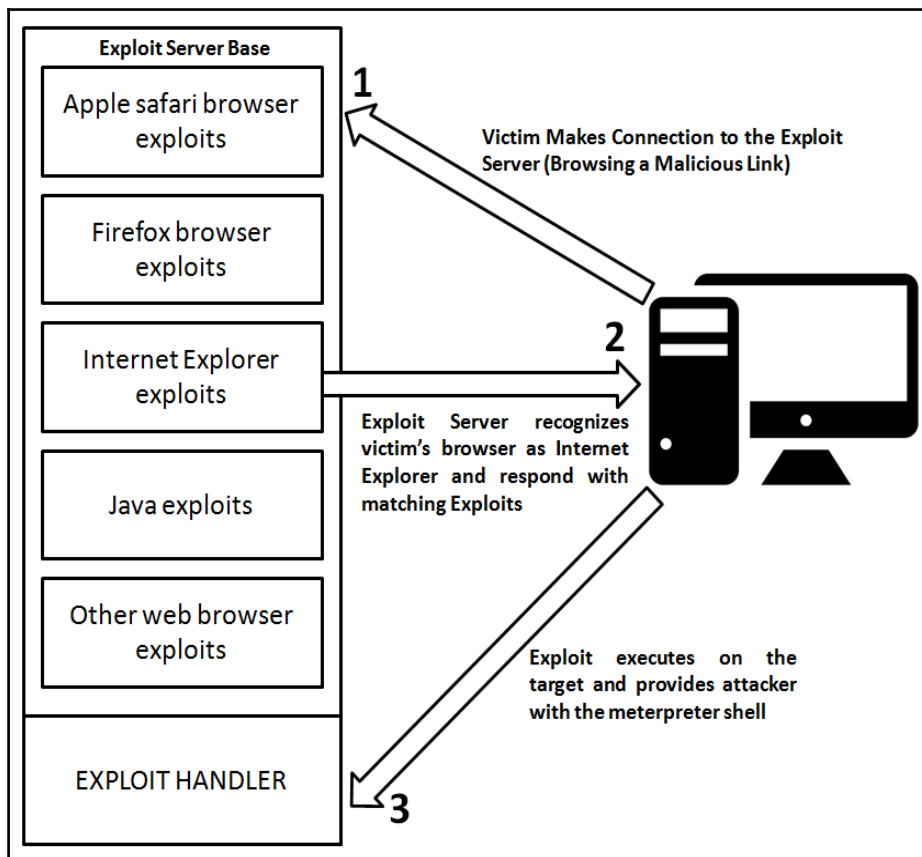 Exploit Server Base
Apple safari browser
exploits
Firefox browser
exploits
Internet Explorer
exploits
Java exploits
Other web browser
exploits
EXPLOIT HANDLER
1
Victim Makes Connection to the Exploit
Server (Browsing a Malicious Link)
2
Exploit Server recognizes
victim's browser as Internet
Explorer and respond with
matching Exploits
Exploit executes on the
target and provides attacker
with the meterpreter shell
3